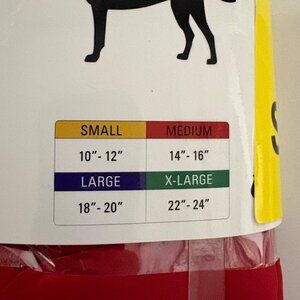 SMALL MEDIUM
10"- 12" 14"- 16"
LARGE X-LARGE
18"- 20" 22"- 24"